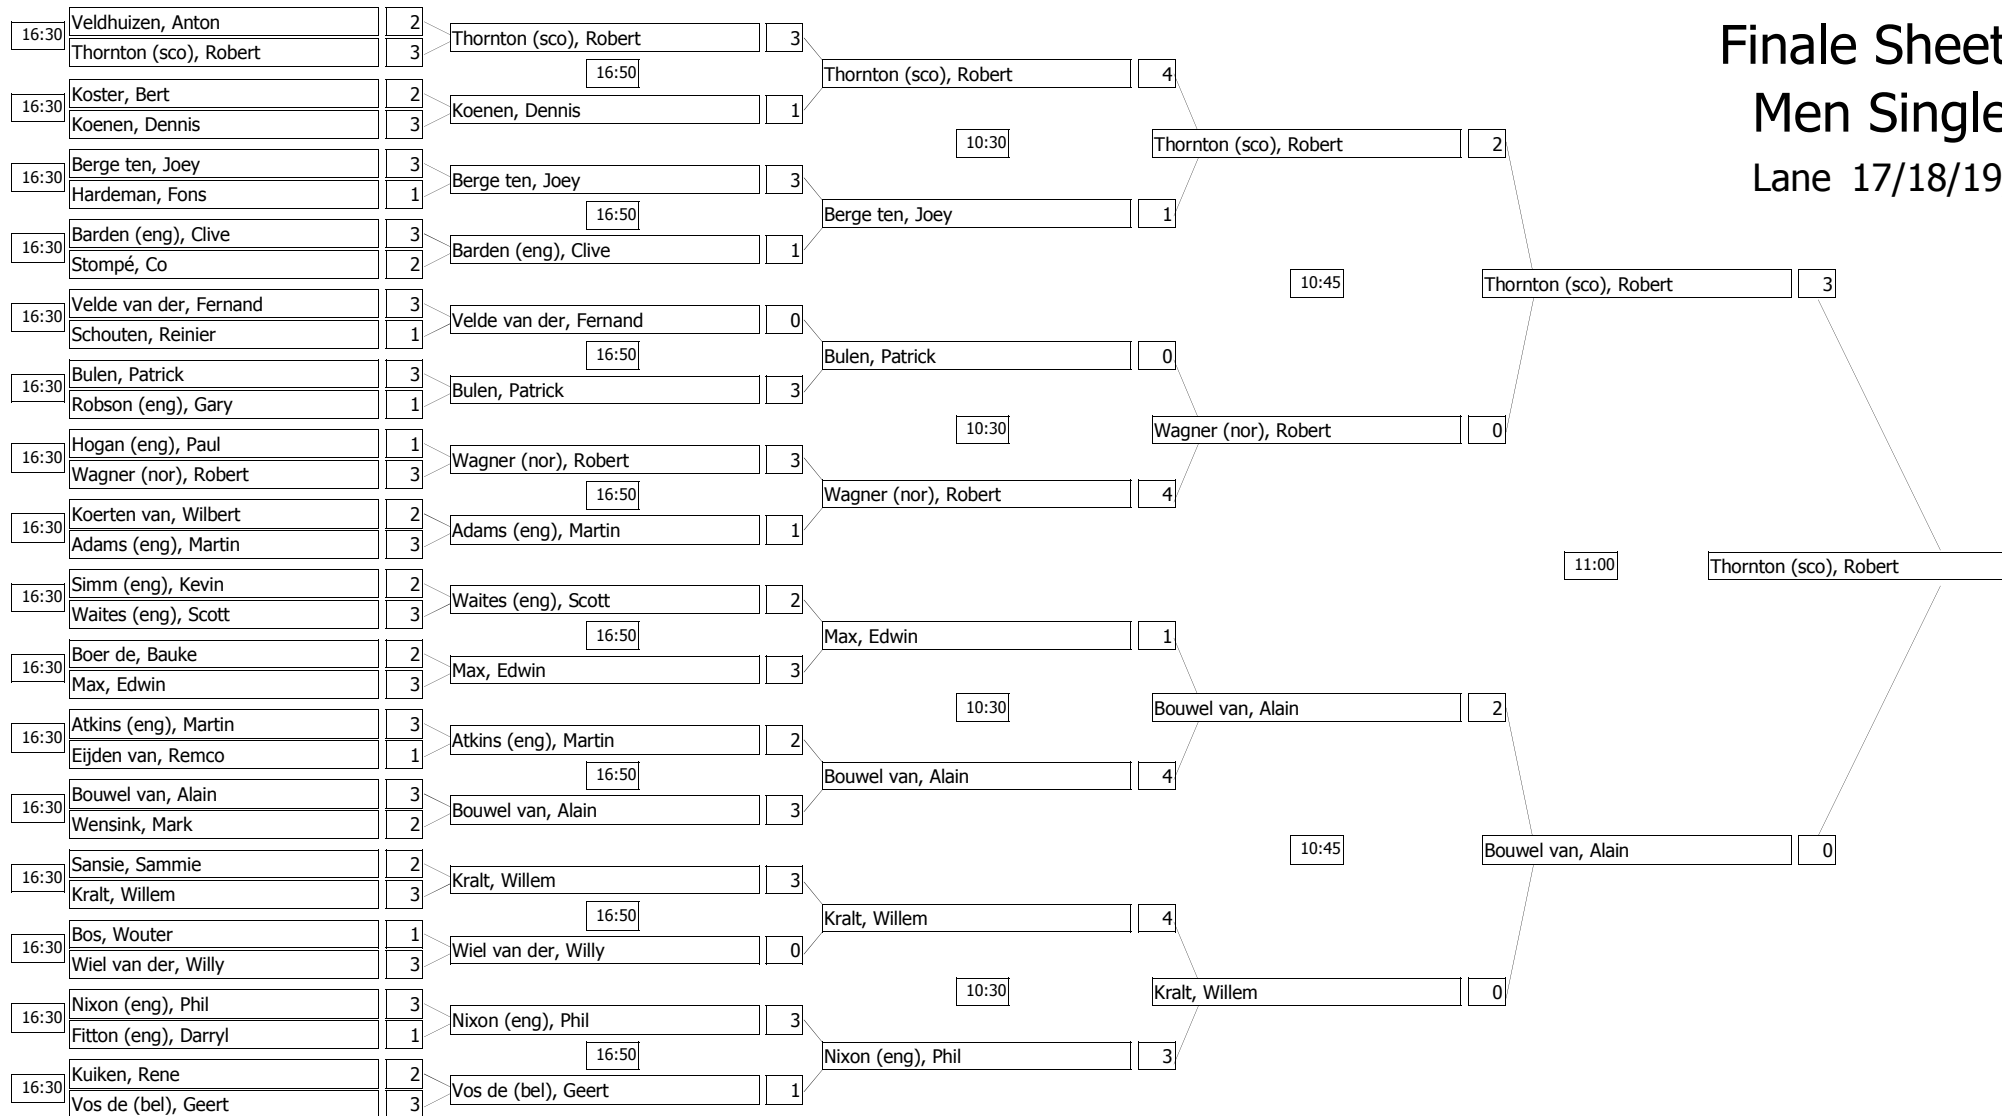 Finale Sheet
Men Single
Lane 17/18/19
16:30
Veldhuizen, Anton 2
Thornton (sco), Robert 3
16:30
Koster, Bert 2
Koenen, Dennis 3
16:30
Berge ten, Joey 3
Hardeman, Fons 1
16:30
Barden (eng), Clive 3
Stompé, Co 2
16:30
Velde van der, Fernand 3
Schouten, Reinier 1
16:30
Bulen, Patrick 3
Robson (eng), Gary 1
16:30
Hogan (eng), Paul 1
Wagner (nor), Robert 3
16:30
Koerten van, Wilbert 2
Adams (eng), Martin 3
16:30
Simm (eng), Kevin 2
Waites (eng), Scott 3
16:30
Boer de, Bauke 2
Max, Edwin 3
16:30
Atkins (eng), Martin 3
Eijden van, Remco 1
16:30
Bouwel van, Alain 3
Wensink, Mark 2
16:30
Sansie, Sammie 2
Kralt, Willem 3
16:30
Bos, Wouter 1
Wiel van der, Willy 3
16:30
Nixon (eng), Phil 3
Fitton (eng), Darryl 1
16:30
Kuiken, Rene 2
Vos de (bel), Geert 3
Thornton (sco), Robert 3
16:50
Koenen, Dennis 1
Berge ten, Joey 3
16:50
Barden (eng), Clive 1
Velde van der, Fernand 0
16:50
Bulen, Patrick 3
Wagner (nor), Robert 3
16:50
Adams (eng), Martin 1
Waites (eng), Scott 2
16:50
Max, Edwin 3
Atkins (eng), Martin 2
16:50
Bouwel van, Alain 3
Kralt, Willem 3
16:50
Wiel van der, Willy 0
Nixon (eng), Phil 3
16:50
Vos de (bel), Geert 1
Thornton (sco), Robert 4
10:30
Berge ten, Joey 1
Bulen, Patrick 0
10:30
Wagner (nor), Robert 4
Max, Edwin 1
10:30
Bouwel van, Alain 4
Kralt, Willem 4
10:30
Nixon (eng), Phil 3
Thornton (sco), Robert 2
10:45
Wagner (nor), Robert 0
Bouwel van, Alain 2
10:45
Kralt, Willem 0
Thornton (sco), Robert 3
11:00
Bouwel van, Alain 0
Thornton (sco), Robert